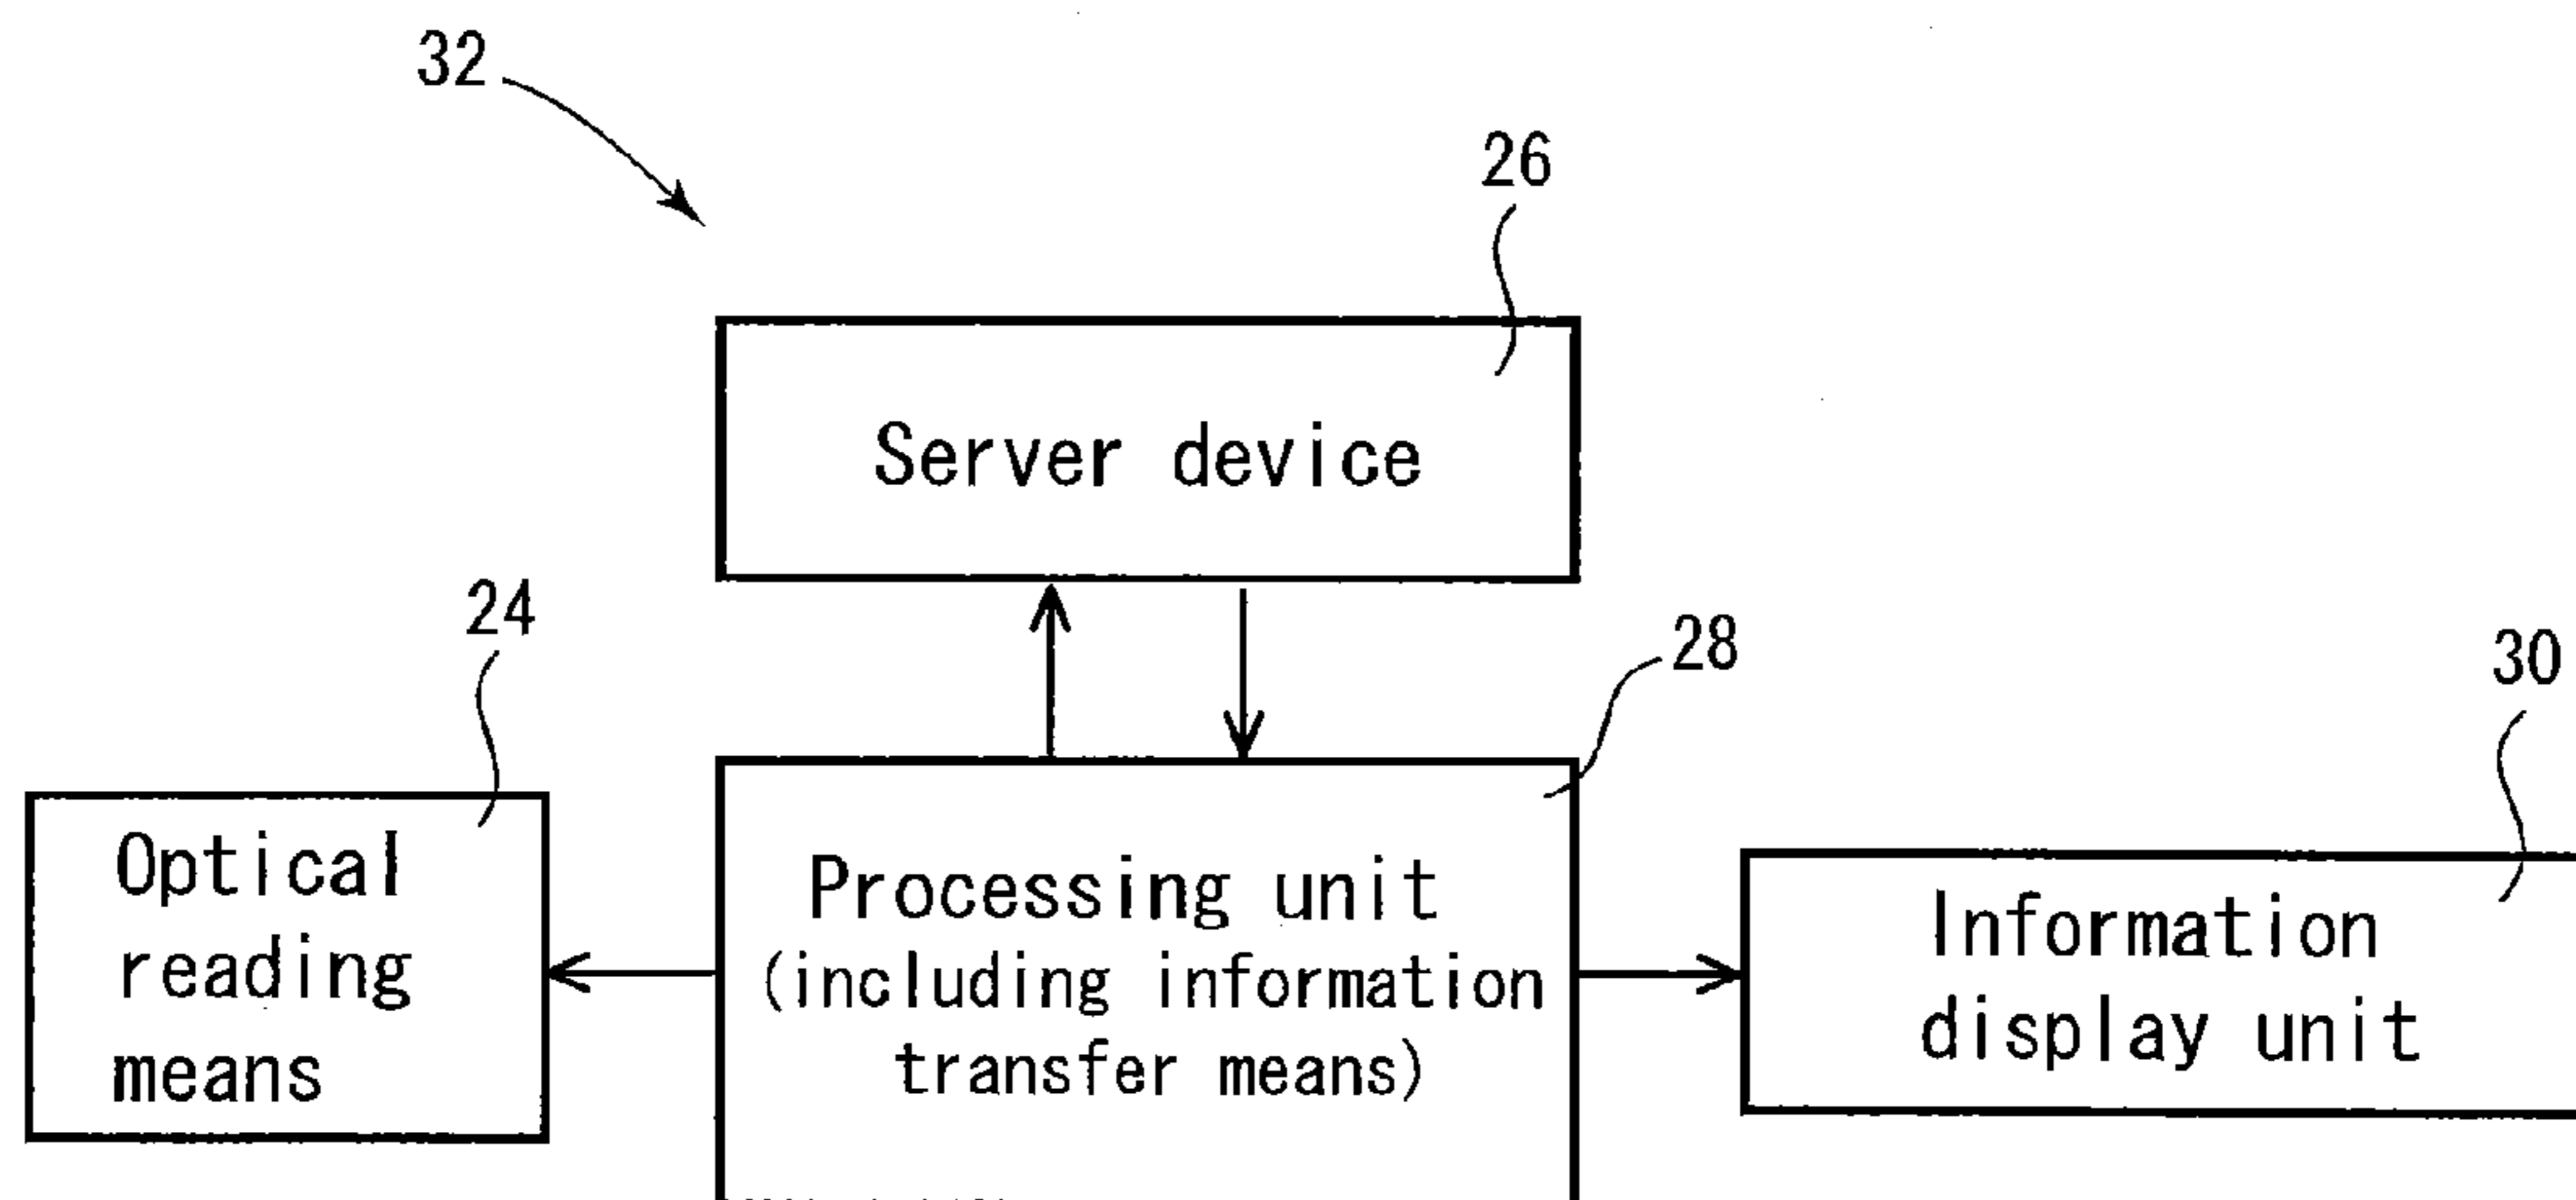 32
26
Server device
24
28
30
Optical
reading
means
Processing unit
(including information
transfer means)
Information
display unit